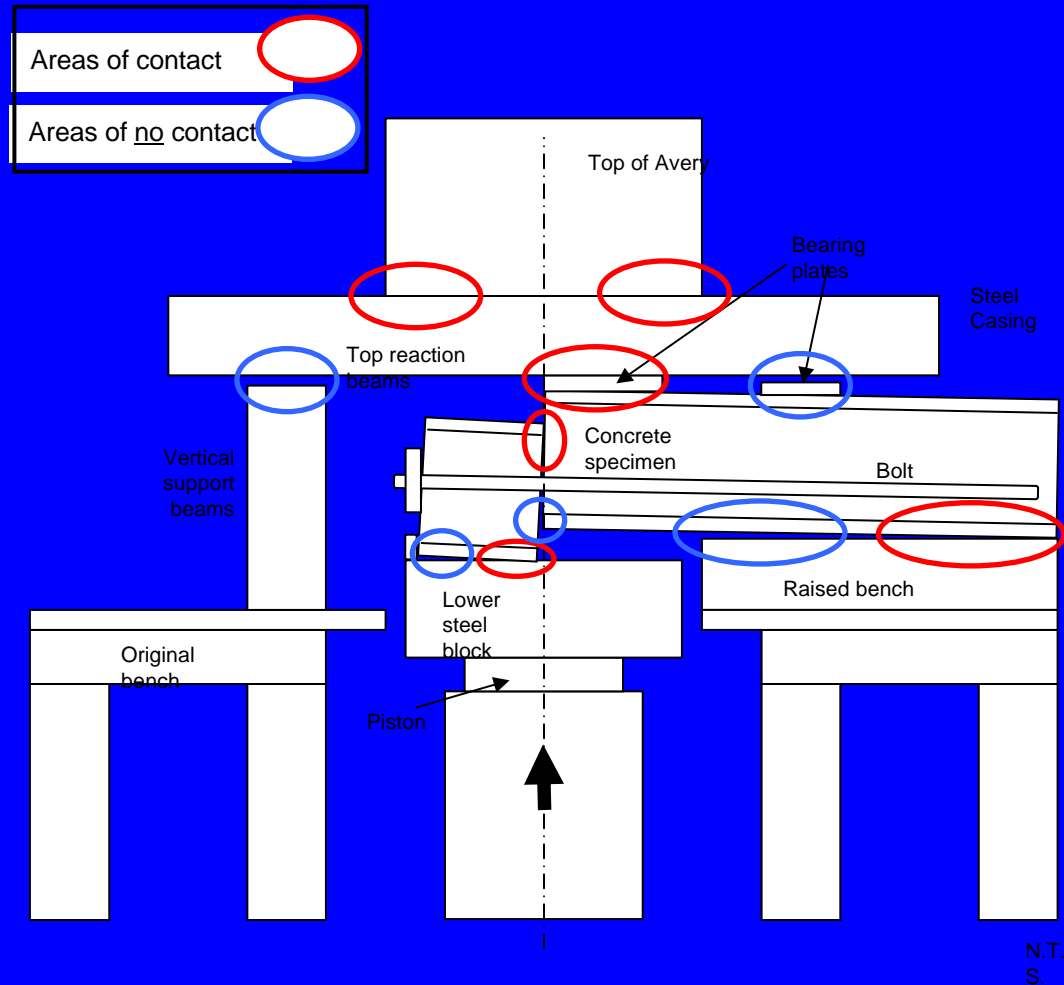 Areas of contact
Areas of no contact
Top of Avery
Bearing
plates
Steel
Casing
Top reaction
beams
Concrete
specimen
Vertical
support
beams
Bolt
Raised bench
Lower
steel
block
Original
bench
Piston
N.T.
S.